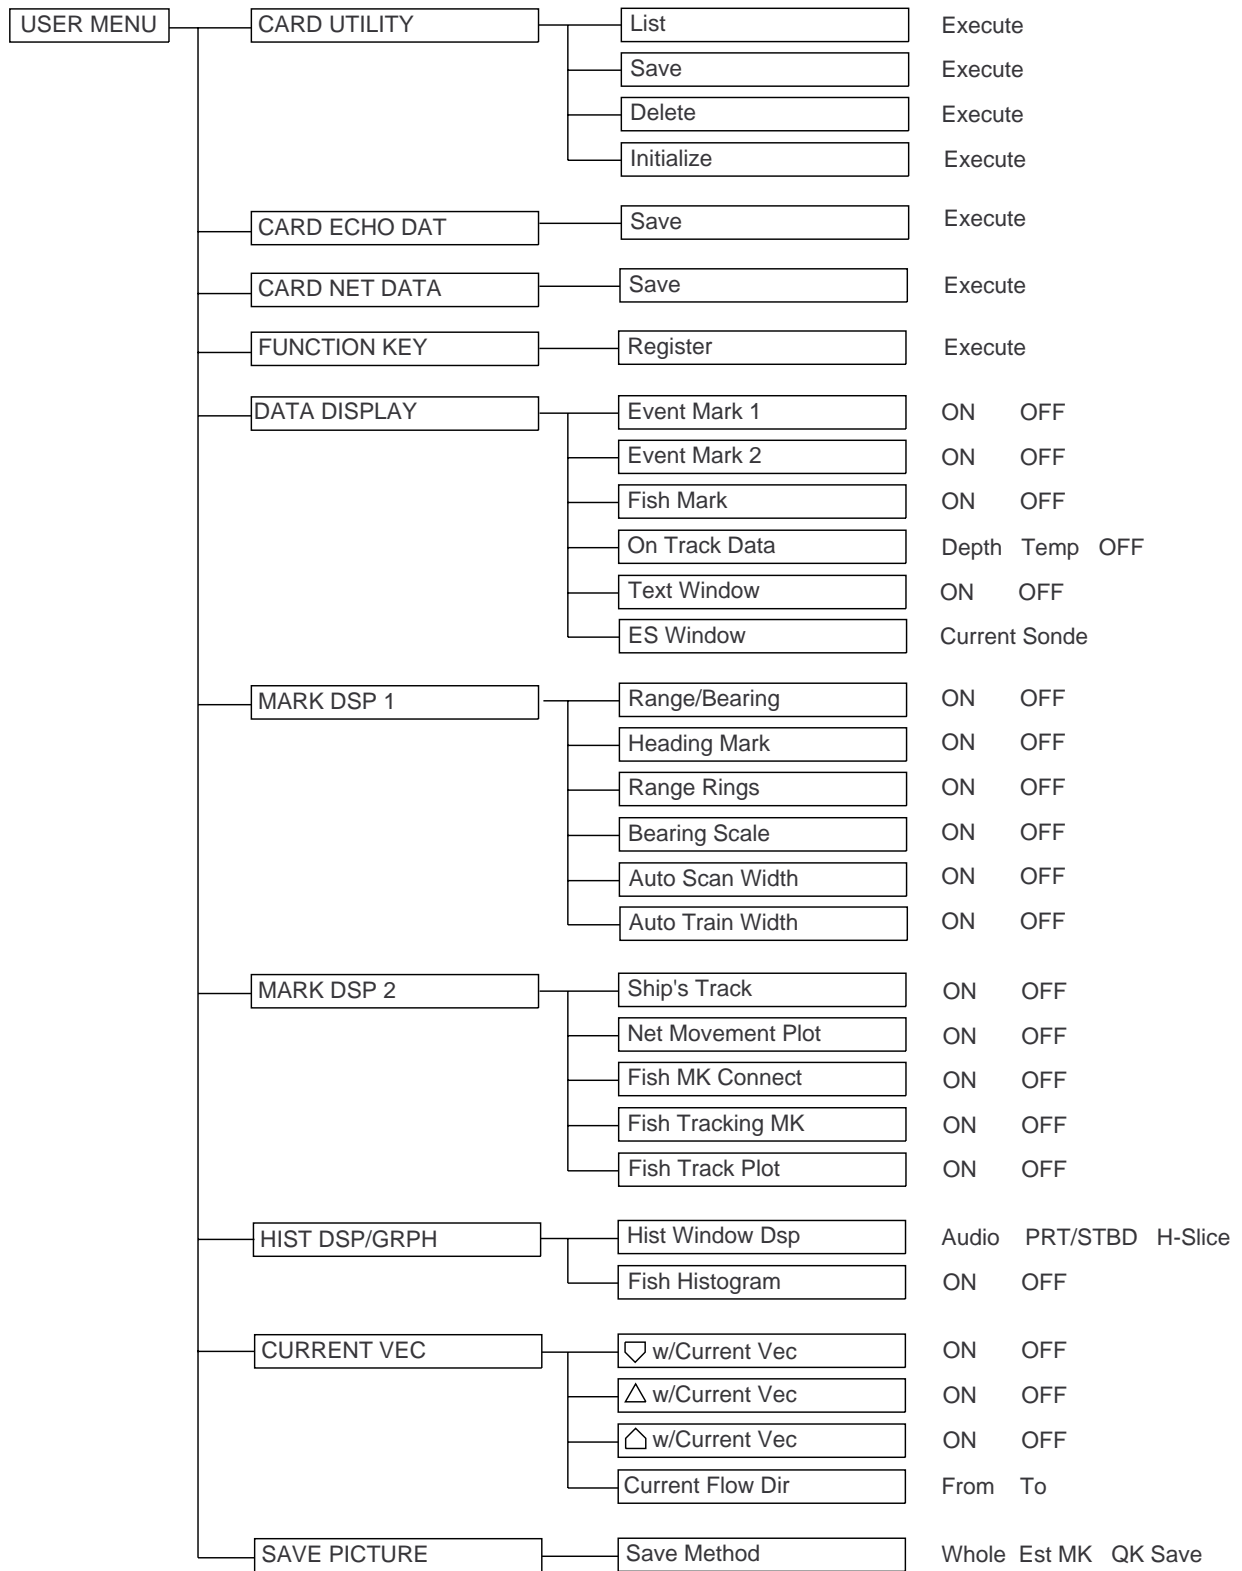 USER MENU CARD UTILITY List Execute
Save Execute
Delete Execute
Initialize Execute
CARD ECHO DAT Save Execute
CARD NET DATA Save Execute
FUNCTION KEY Register Execute
DATA DISPLAY Event Mark 1 ON OFF
Event Mark 2 ON OFF
Fish Mark ON OFF
On Track Data Depth Temp OFF
Text Window ON OFF
ES Window Current Sonde
MARK DSP 1 Range/Bearing ON OFF
Heading Mark ON OFF
Range Rings ON OFF
Bearing Scale ON OFF
Auto Scan Width ON OFF
Auto Train Width ON OFF
MARK DSP 2 Ship's Track ON OFF
Net Movement Plot ON OFF
Fish MK Connect ON OFF
Fish Tracking MK ON OFF
Fish Track Plot ON OFF
HIST DSP/GRPH Hist Window Dsp Audio PRT/STBD H-Slice
Fish Histogram ON OFF
CURRENT VEC w/Current Vec ON OFF
w/Current Vec ON OFF
w/Current Vec ON OFF
Current Flow Dir From To
SAVE PICTURE Save Method Whole Est MK QK Save